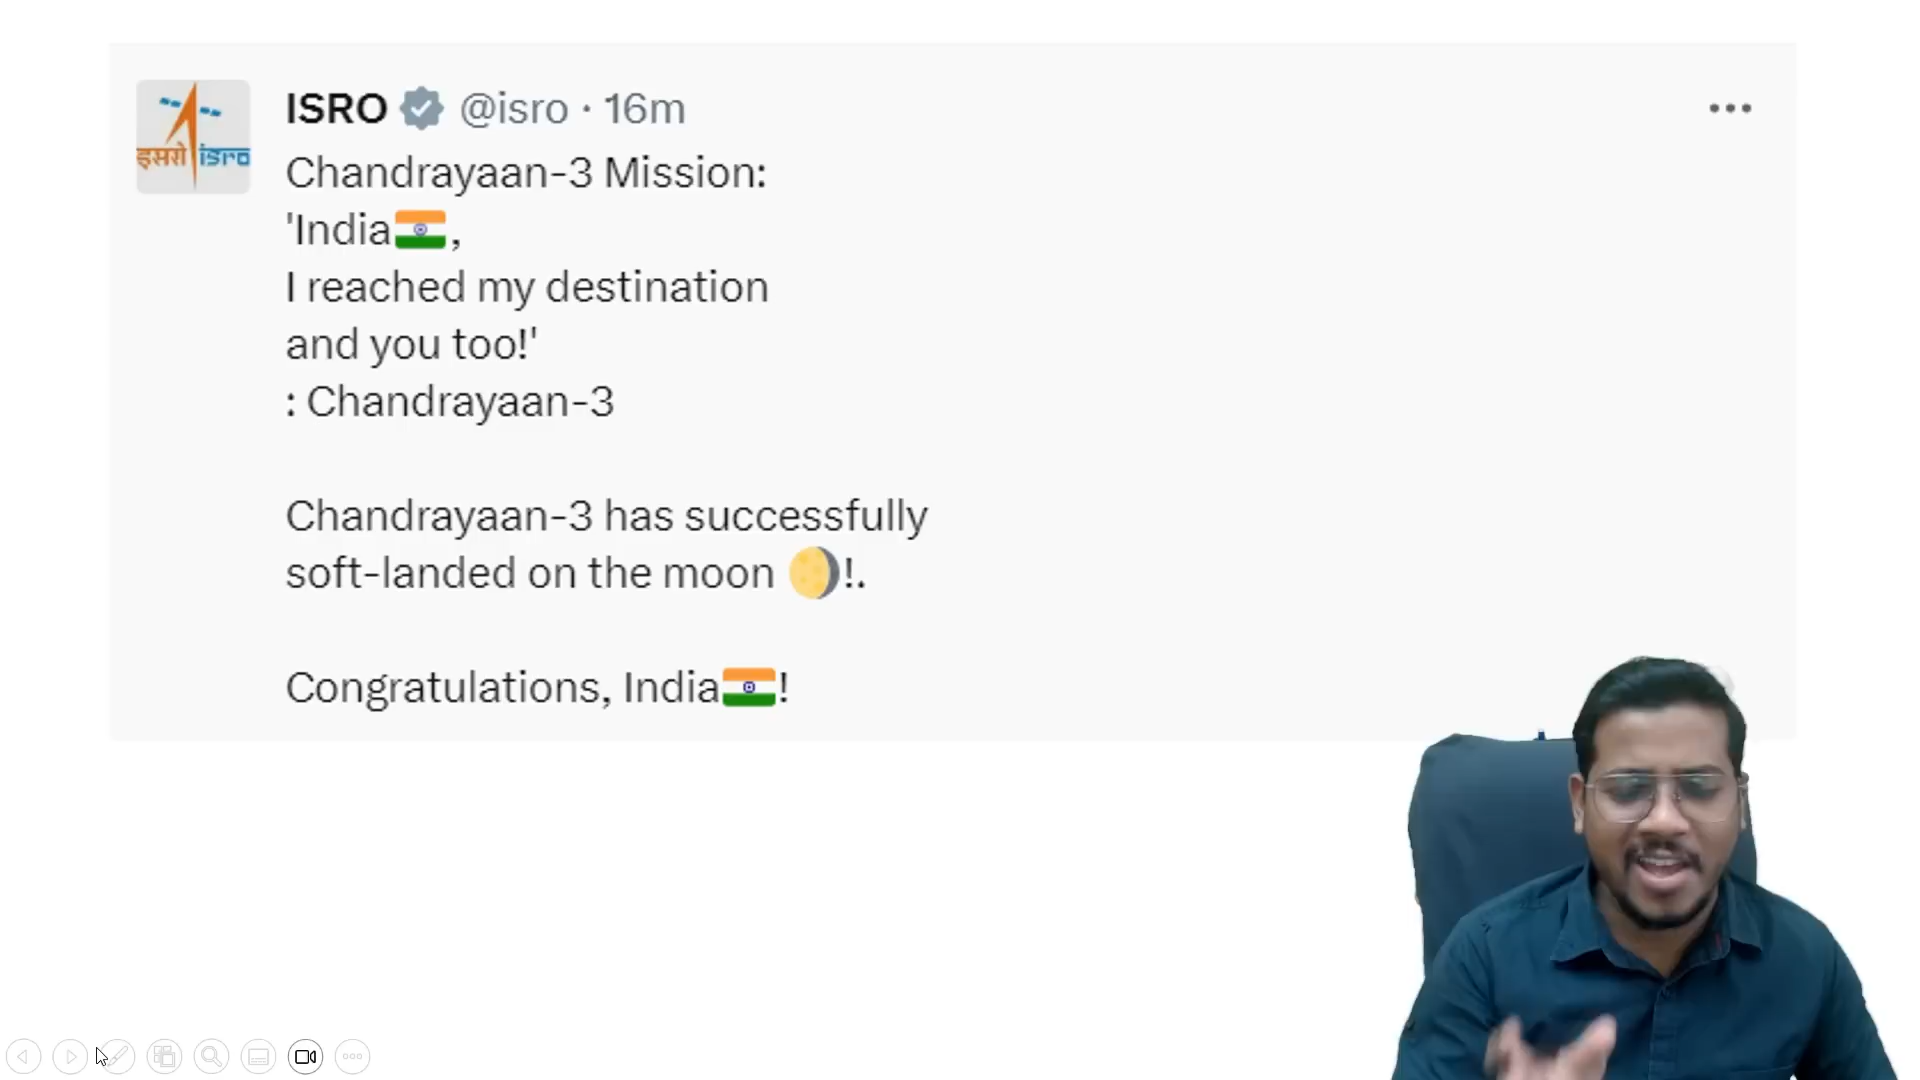 ISRO @isro · 16m
इसरो isro
Chandrayaan-3 Mission:
'India🇮🇳,
I reached my destination
and you too!'
: Chandrayaan-3
Chandrayaan-3 has successfully
soft-landed on the moon 🌖!.
Congratulations, India🇮🇳!